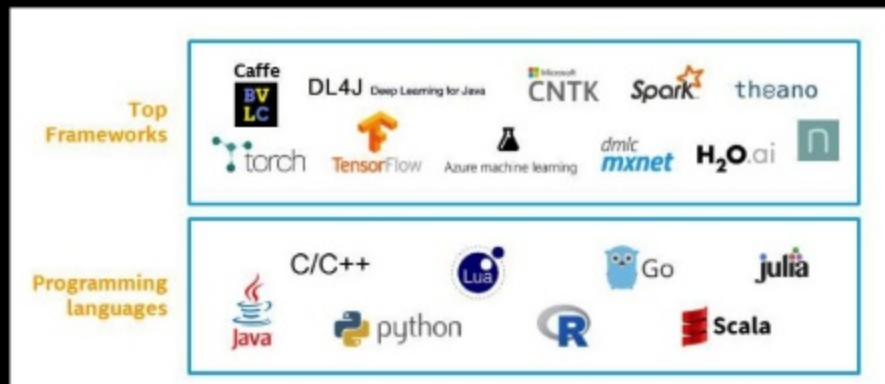 Top
Frameworks
Caffe
BV
LC
DL4J Deep Learning for Java
Microsoft
CNTK
Spark
theano
torch
TensorFlow
Azure machine learning
dmlc
mxnet
H2O.ai
n
Programming
languages
C/C++
Lua
Go
julia
Java
python
R
Scala